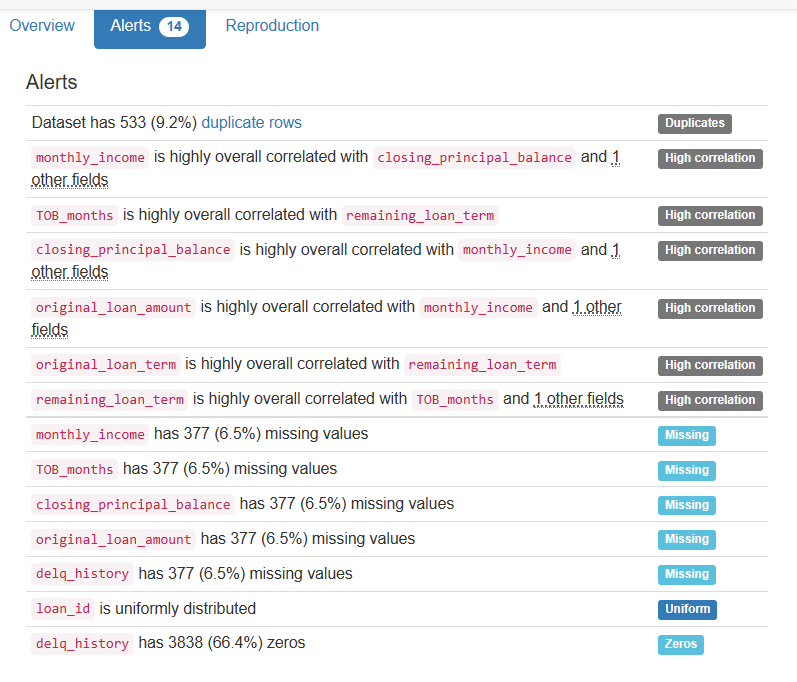 Overview Alerts 14 Reproduction
Alerts
Dataset has 533 (9.2%) duplicate rows Duplicates
monthly_income is highly overall correlated with closing_principal_balance and 1 High correlation
other fields
TOB_months is highly overall correlated with remaining_loan_term High correlation
closing_principal_balance is highly overall correlated with monthly_income and 1 High correlation
other fields
original_loan_amount is highly overall correlated with monthly_income and 1 other High correlation
fields
original_loan_term is highly overall correlated with remaining_loan_term High correlation
remaining_loan_term is highly overall correlated with TOB_months and 1 other fields High correlation
monthly_income has 377 (6.5%) missing values Missing
TOB_months has 377 (6.5%) missing values Missing
closing_principal_balance has 377 (6.5%) missing values Missing
original_loan_amount has 377 (6.5%) missing values Missing
delq_history has 377 (6.5%) missing values Missing
loan_id is uniformly distributed Uniform
delq_history has 3838 (66.4%) zeros Zeros